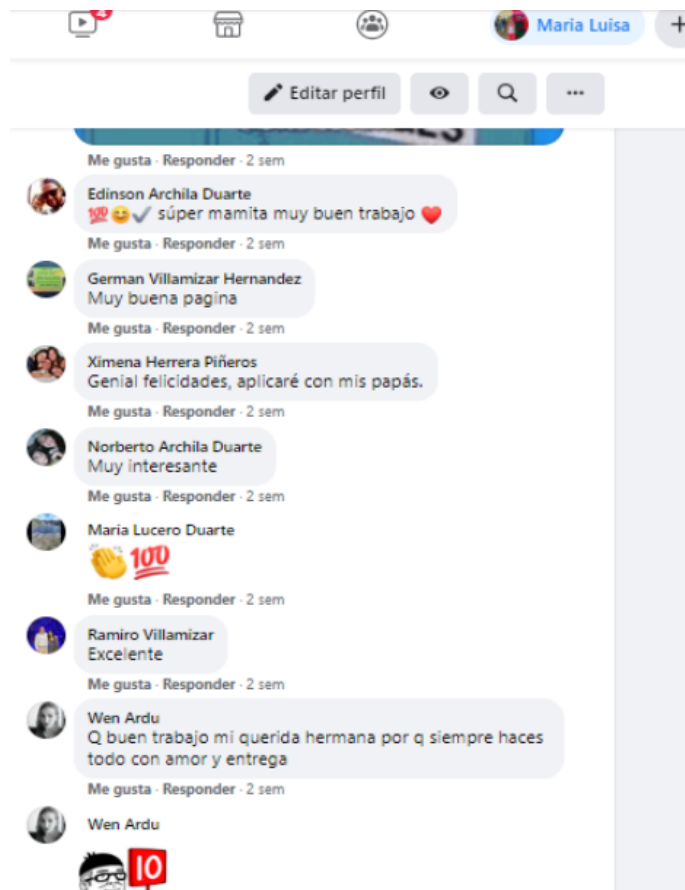 4
Maria Luisa
Editar perfil
Me gusta · Responder · 2 sem
Edinson Archila Duarte
💯😊✔️ súper mamita muy buen trabajo ❤️
Me gusta · Responder · 2 sem
German Villamizar Hernandez
Muy buena pagina
Me gusta · Responder · 2 sem
Ximena Herrera Piñeros
Genial felicidades, aplicaré con mis papás.
Me gusta · Responder · 2 sem
Norberto Archila Duarte
Muy interesante
Me gusta · Responder · 2 sem
Maria Lucero Duarte
👏💯
Me gusta · Responder · 2 sem
Ramiro Villamizar
Excelente
Me gusta · Responder · 2 sem
Wen Ardu
Q buen trabajo mi querida hermana por q siempre haces
todo con amor y entrega
Me gusta · Responder · 2 sem
Wen Ardu
10